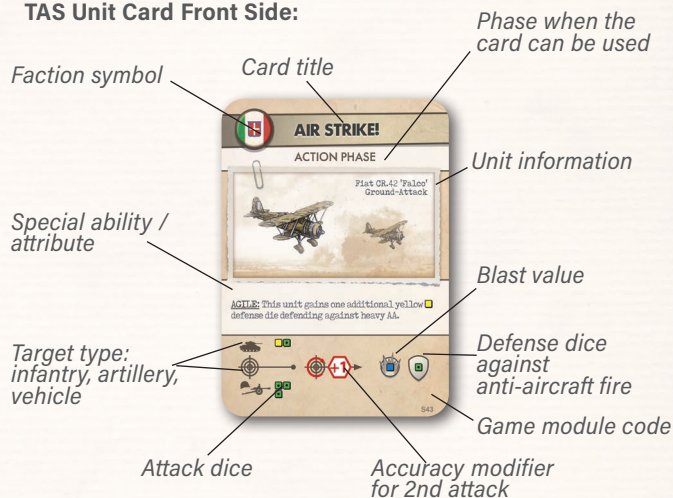 TAS Unit Card Front Side:
Phase when the
card can be used
Faction symbol
Card title
AIR STRIKE!
ACTION PHASE
Unit information
Fiat CR.42 'Falco'
Ground-Attack
Special ability /
attribute
Blast value
AGILE: This unit gains one additional yellow
defense die defending against heavy AA.
Target type:
infantry, artillery,
vehicle
+1
Defense dice
against
anti-aircraft fire
S43
Game module code
Attack dice
Accuracy modifier
for 2nd attack